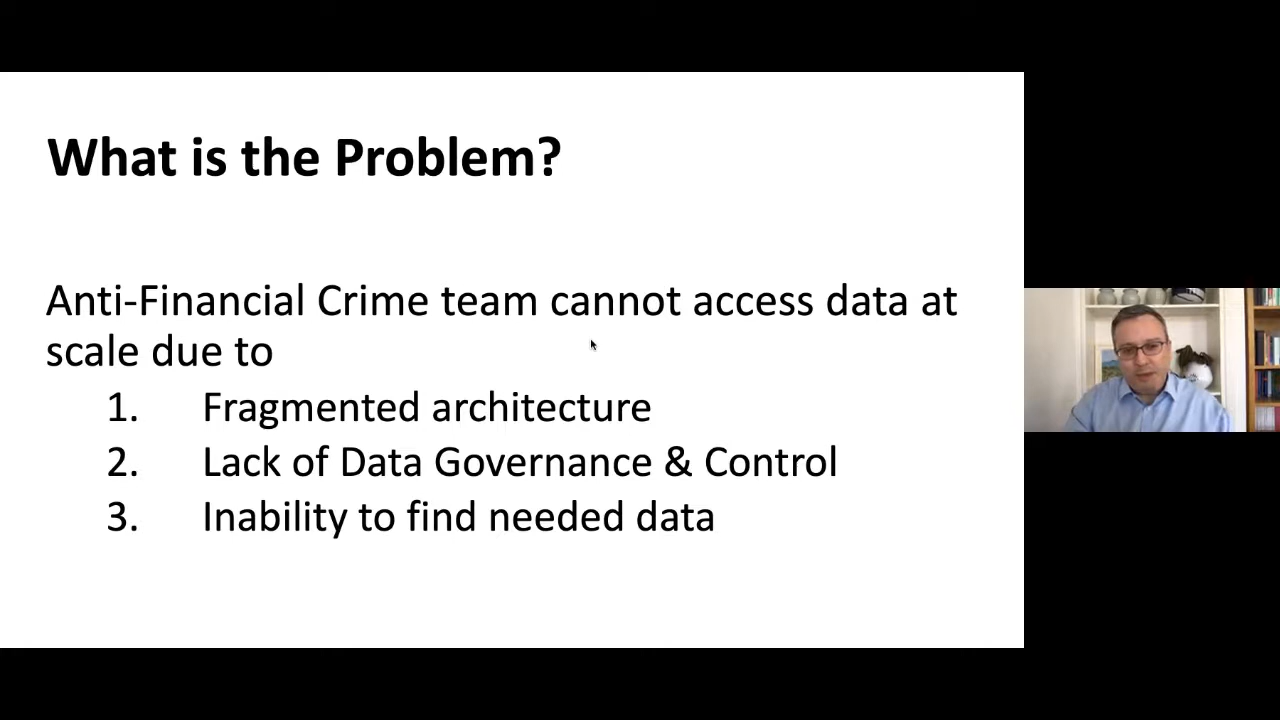 What is the Problem?
Anti-Financial Crime team cannot access data at
scale due to
1. Fragmented architecture
2. Lack of Data Governance & Control
3. Inability to find needed data